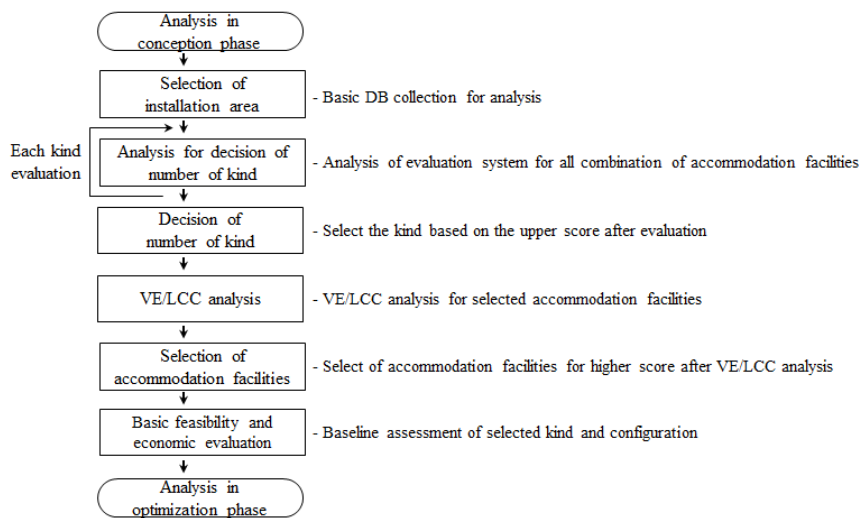 Analysis in
conception phase
Selection of
installation area
- Basic DB collection for analysis
Each kind
evaluation
Analysis for decision of
number of kind
- Analysis of evaluation system for all combination of accommodation facilities
Decision of
number of kind
- Select the kind based on the upper score after evaluation
VE/LCC analysis
- VE/LCC analysis for selected accommodation facilities
Selection of
accommodation facilities
- Select of accommodation facilities for higher score after VE/LCC analysis
Basic feasibility and
economic evaluation
- Baseline assessment of selected kind and configuration
Analysis in
optimization phase